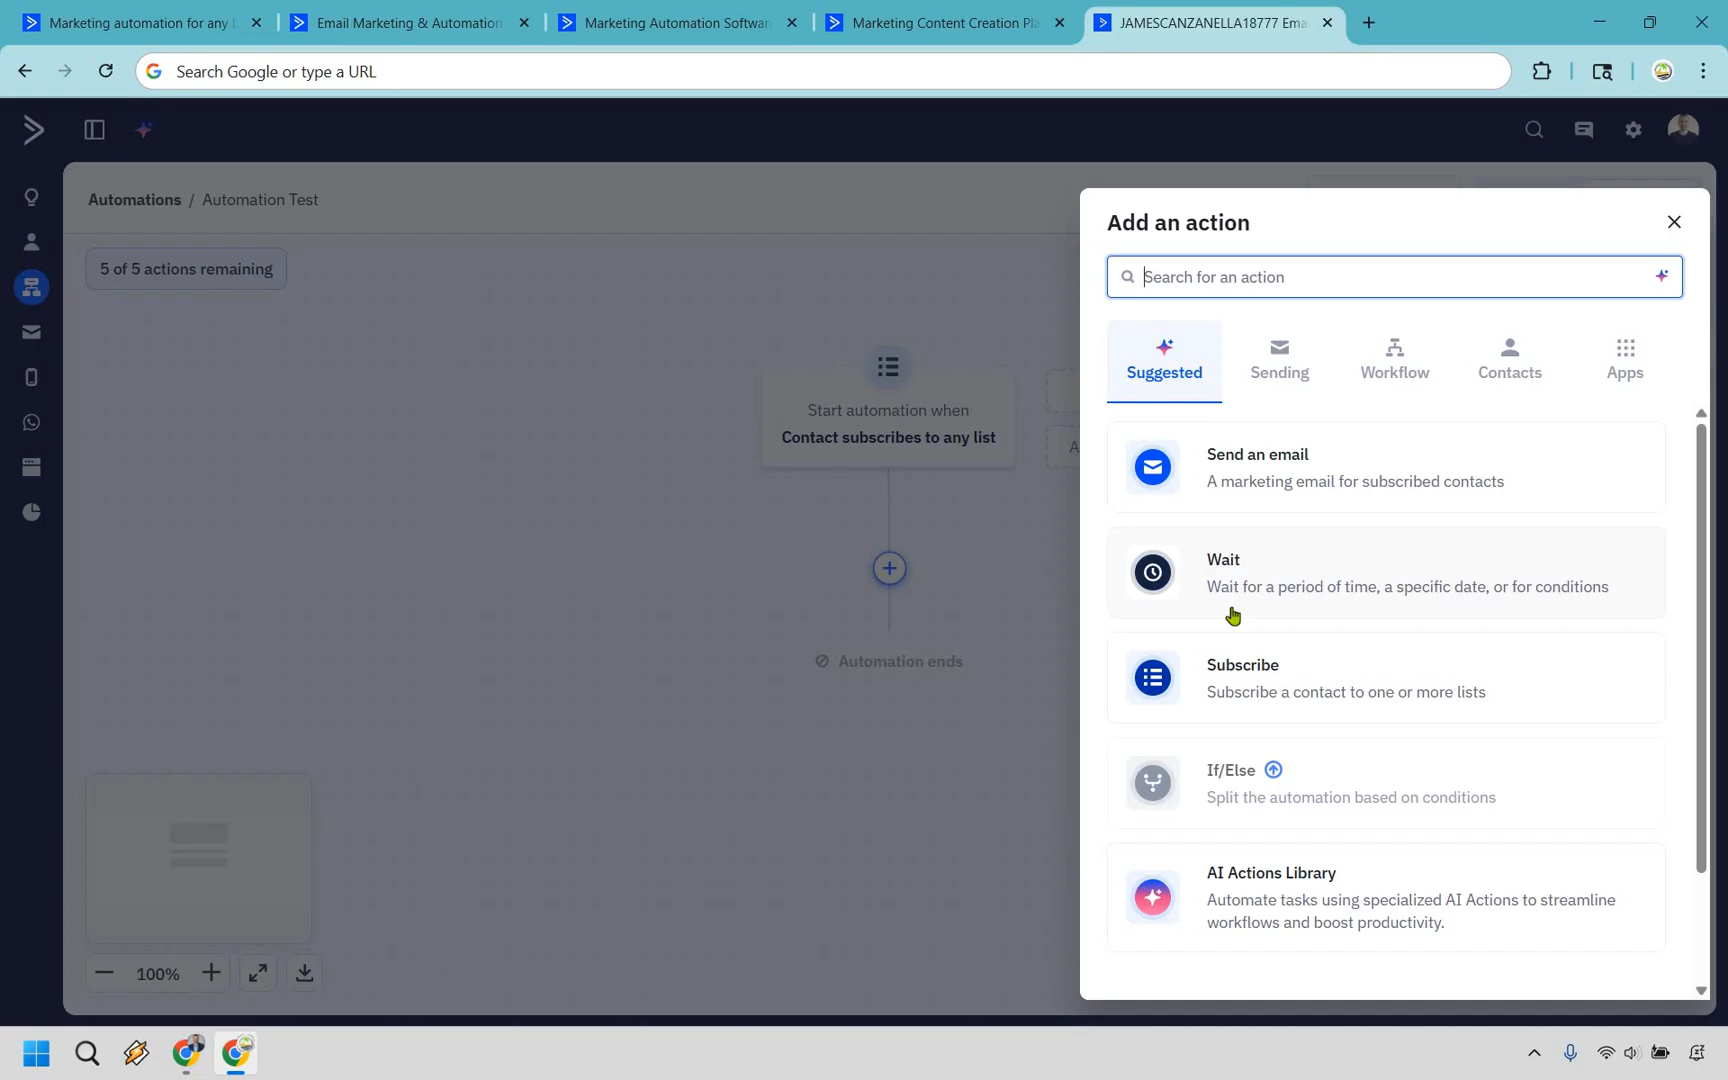 Marketing automation for any
Email Marketing & Automation
Marketing Automation Softwar
Marketing Content Creation Pla
JAMESCANZANELLA18777 Ema
Search Google or type a URL
Automations / Automation Test
5 of 5 actions remaining
Start automation when
Contact subscribes to any list
A
Automation ends
100%
Add an action
Search for an action
Suggested
Sending
Workflow
Contacts
Apps
Send an email
A marketing email for subscribed contacts
Wait
Wait for a period of time, a specific date, or for conditions
Subscribe
Subscribe a contact to one or more lists
If/Else
Split the automation based on conditions
AI Actions Library
Automate tasks using specialized AI Actions to streamline
workflows and boost productivity.